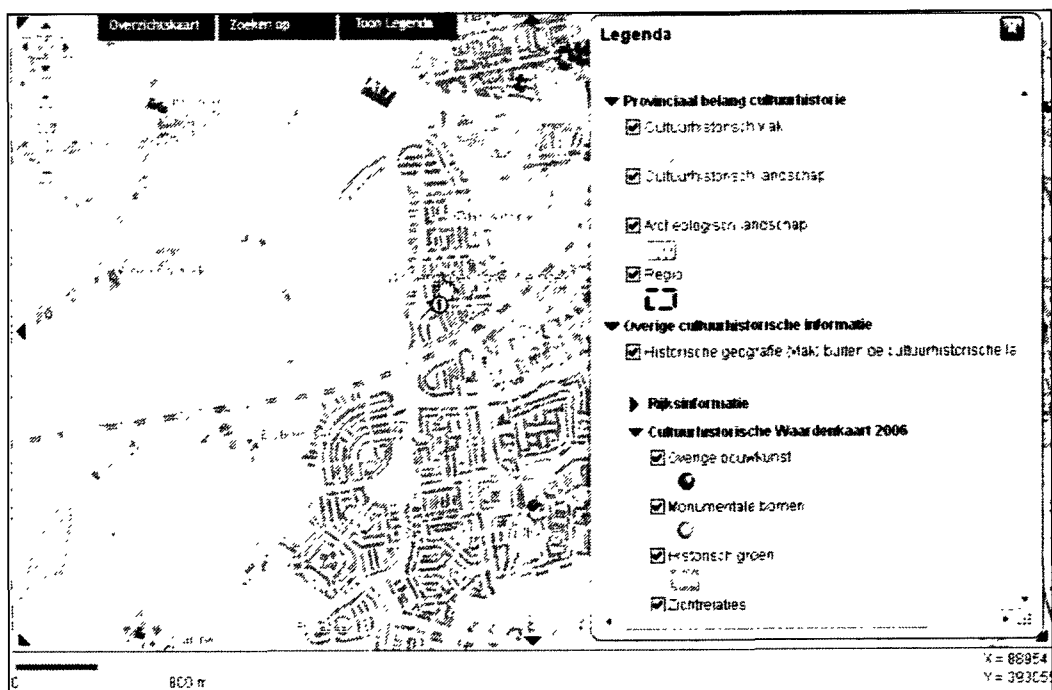 Overzichtskaart Zoeken op Toon Legenda
Legenda
Provinciaal belang cultuurhistorie
Cultuurhistorisch vlak
Cultuurhistorisch landschap
Archeologisch landschap
Regio
Overige cultuurhistorische informatie
Historische geografie (vlak) buiten de cultuurhistorische la
Rijksinformatie
Cultuurhistorische Waardenkaart 2006
Overige bouwkunst
Monumentale bomen
Historisch groen
Zichtrelaties
0 800 m
X = 88954
Y = 393055